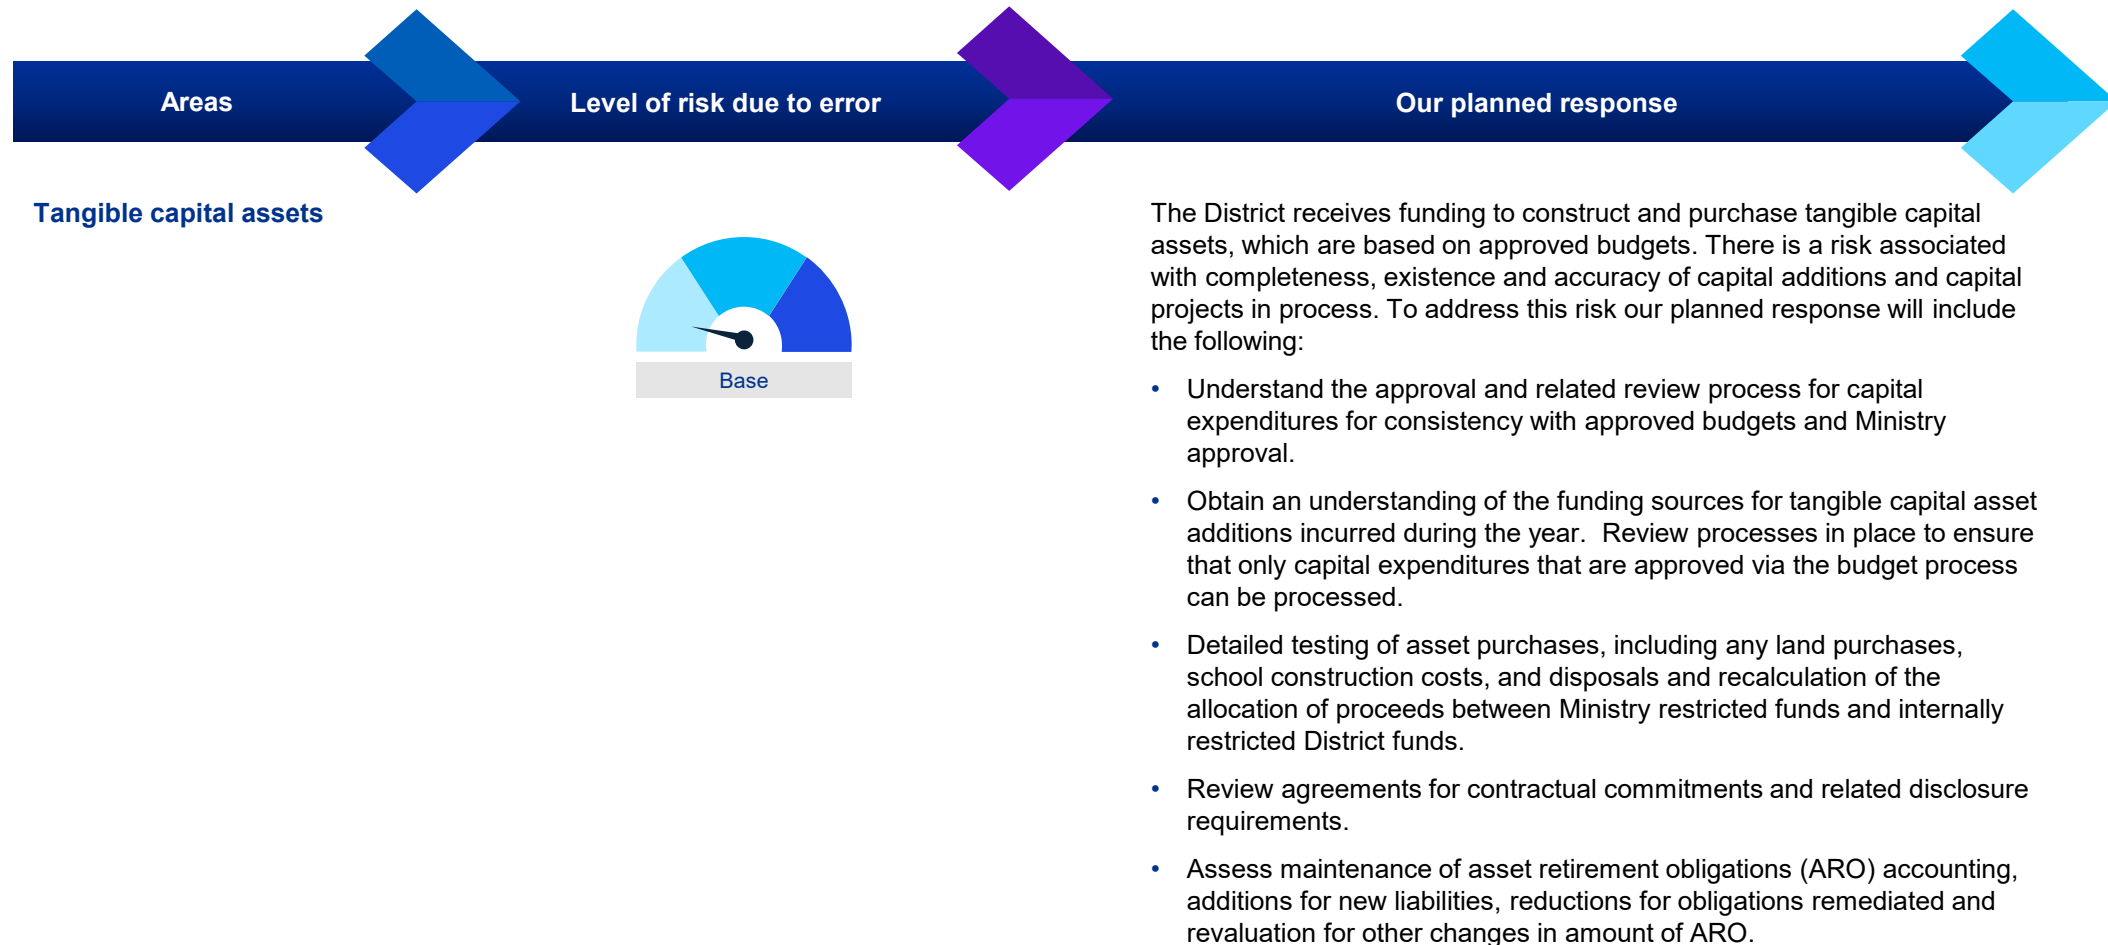 Areas
Level of risk due to error
Our planned response
Tangible capital assets
Base
The District receives funding to construct and purchase tangible capital
assets, which are based on approved budgets. There is a risk associated
with completeness, existence and accuracy of capital additions and capital
projects in process. To address this risk our planned response will include
the following:
• Understand the approval and related review process for capital
expenditures for consistency with approved budgets and Ministry
approval.
• Obtain an understanding of the funding sources for tangible capital asset
additions incurred during the year.  Review processes in place to ensure
that only capital expenditures that are approved via the budget process
can be processed.
• Detailed testing of asset purchases, including any land purchases,
school construction costs, and disposals and recalculation of the
allocation of proceeds between Ministry restricted funds and internally
restricted District funds.
• Review agreements for contractual commitments and related disclosure
requirements.
• Assess maintenance of asset retirement obligations (ARO) accounting,
additions for new liabilities, reductions for obligations remediated and
revaluation for other changes in amount of ARO.